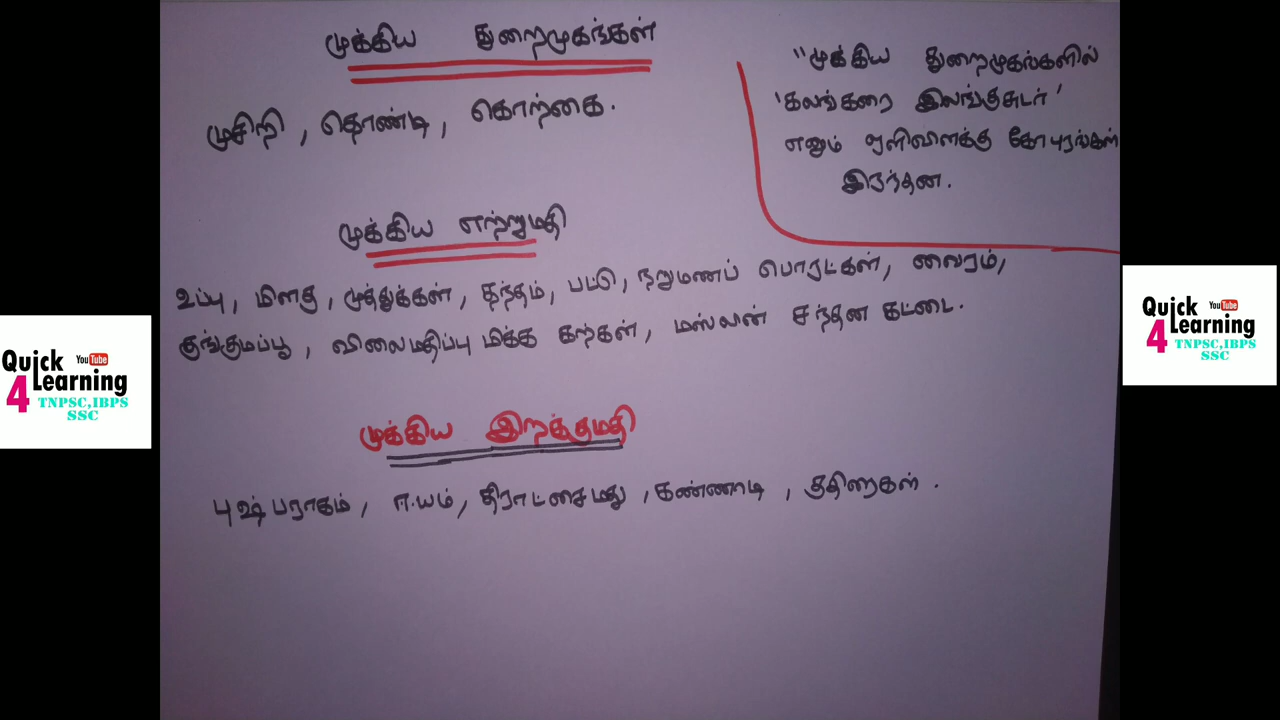 முக்கிய துறைமுகங்கள்
முசிறி, தொண்டி, கொற்கை.
"முக்கிய துறைமுகங்களில்
'கலங்கரை இலங்குசுடர்'
எனும் ஒளிவிளக்கு கோபுரங்கள்
இருந்தன.
முக்கிய எற்றுமதி
உப்பு, மிளகு, முத்துக்கள், தந்தம், பட்டு, நறுமணப் பொருட்கள், வைரம்,
குங்குமப்பூ, விலைமதிப்பு மிக்க கற்கள், மஸ்லின் சந்தன கட்டை.
முக்கிய இறக்குமதி
புஷ்பராகம், ஈயம், திராட்சைமது, கண்ணாடி, குதிரைகள்.
Quick YouTube
4 Learning
TNPSC,IBPS
SSC
Quick YouTube
4 Learning
TNPSC,IBPS
SSC